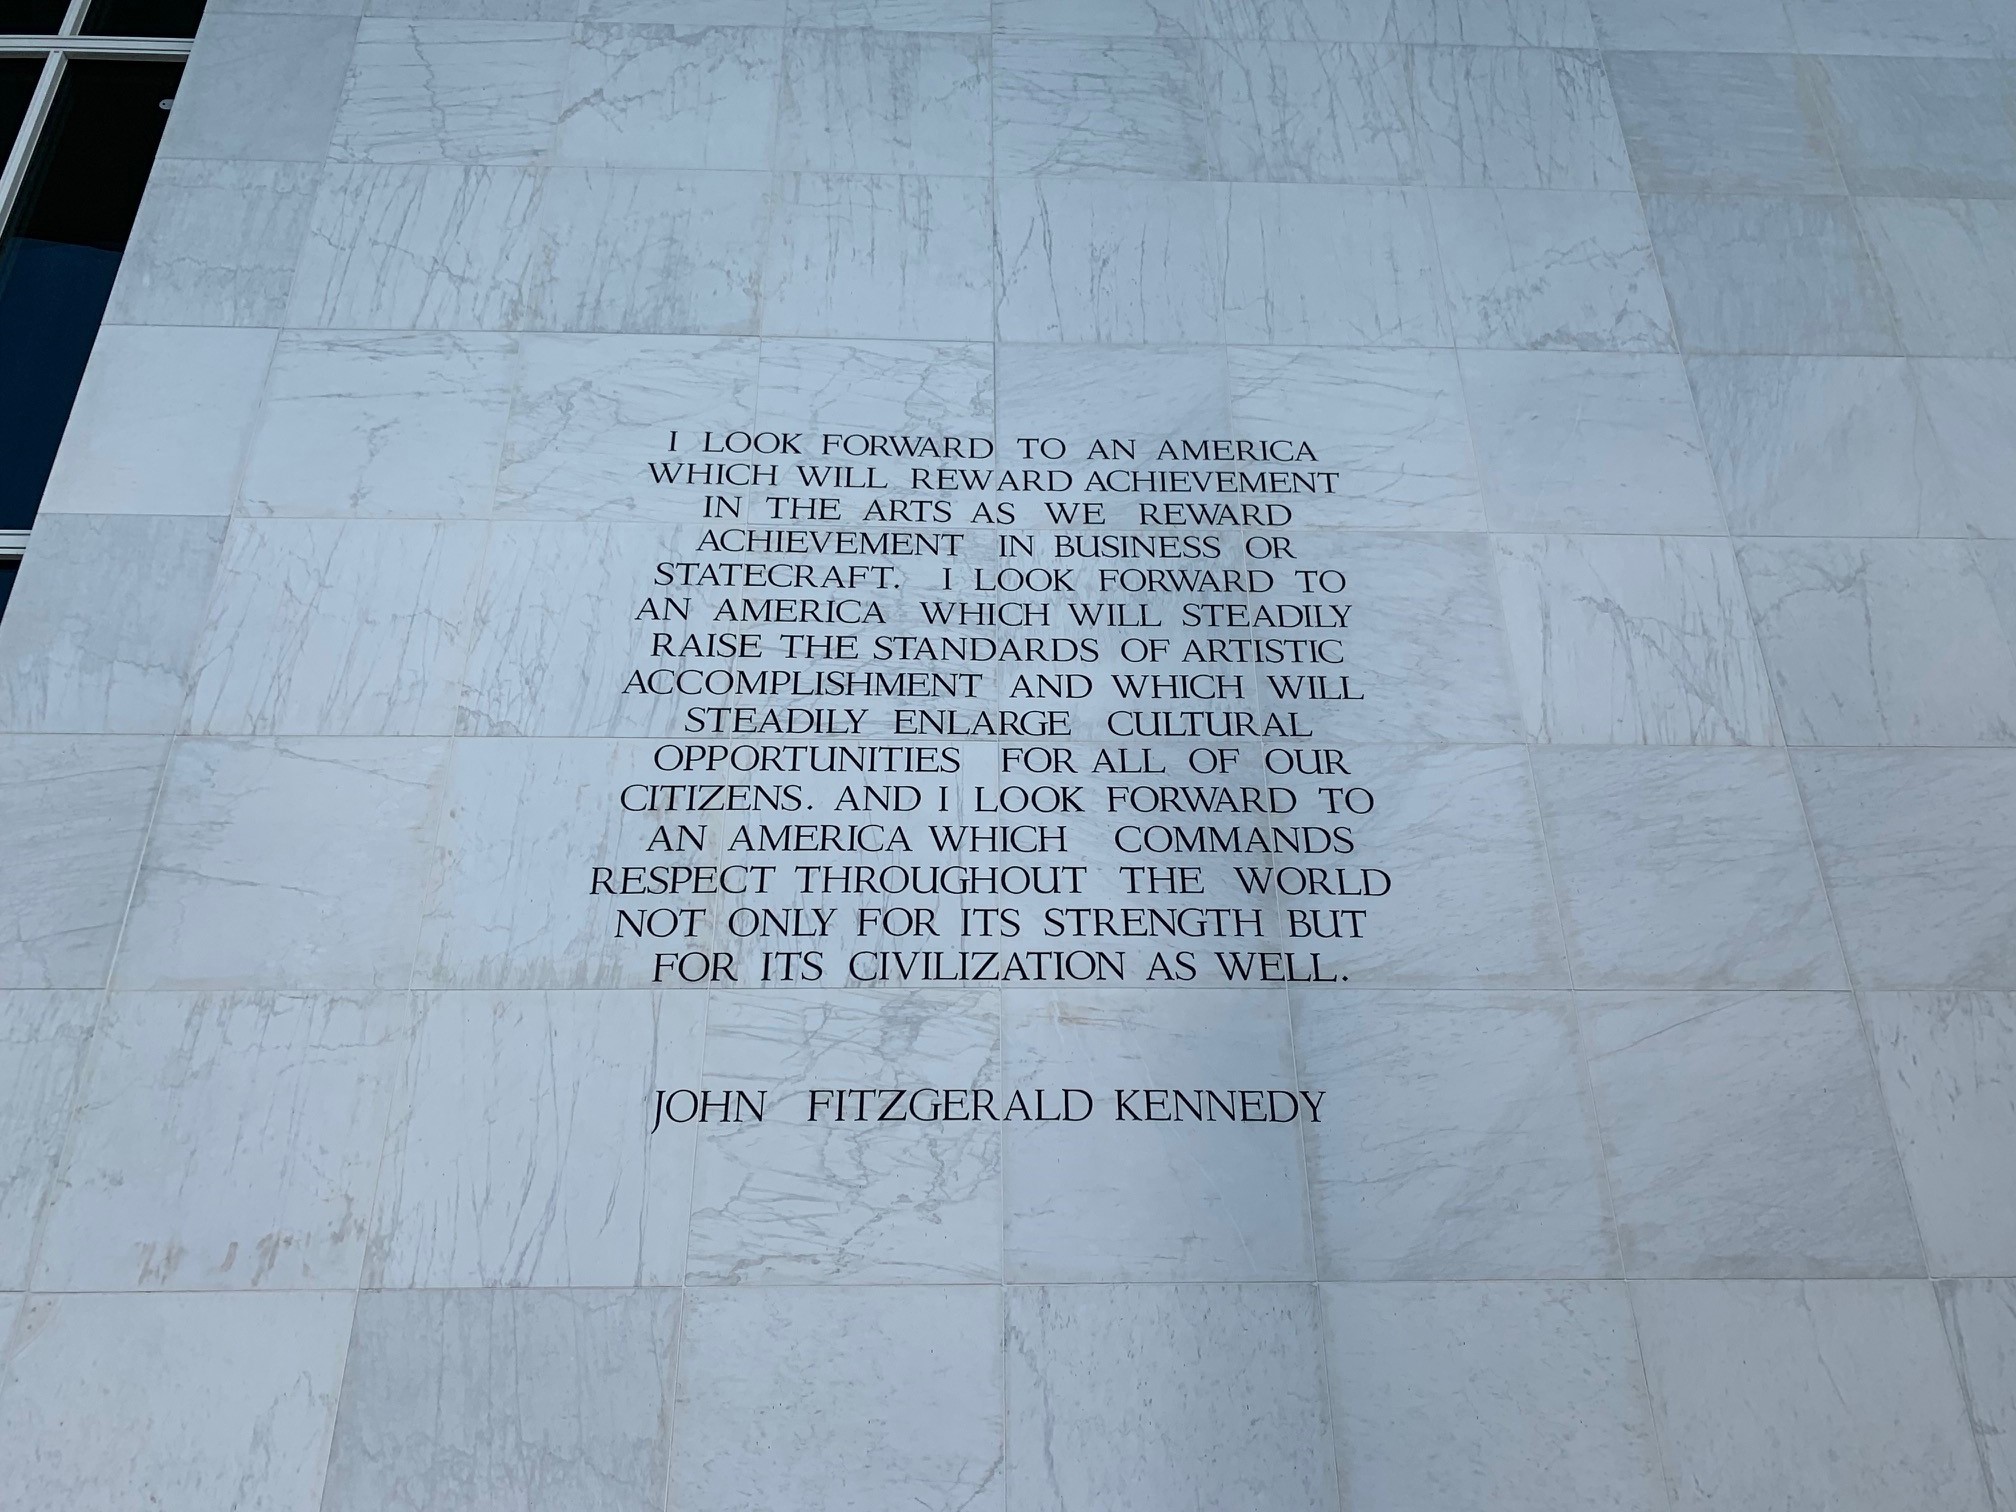 I LOOK FORWARD TO AN AMERICA
WHICH WILL REWARD ACHIEVEMENT
IN THE ARTS AS WE REWARD
ACHIEVEMENT IN BUSINESS OR
STATECRAFT. I LOOK FORWARD TO
AN AMERICA WHICH WILL STEADILY
RAISE THE STANDARDS OF ARTISTIC
ACCOMPLISHMENT AND WHICH WILL
STEADILY ENLARGE CULTURAL
OPPORTUNITIES FOR ALL OF OUR
CITIZENS. AND I LOOK FORWARD TO
AN AMERICA WHICH COMMANDS
RESPECT THROUGHOUT THE WORLD
NOT ONLY FOR ITS STRENGTH BUT
FOR ITS CIVILIZATION AS WELL.
JOHN FITZGERALD KENNEDY